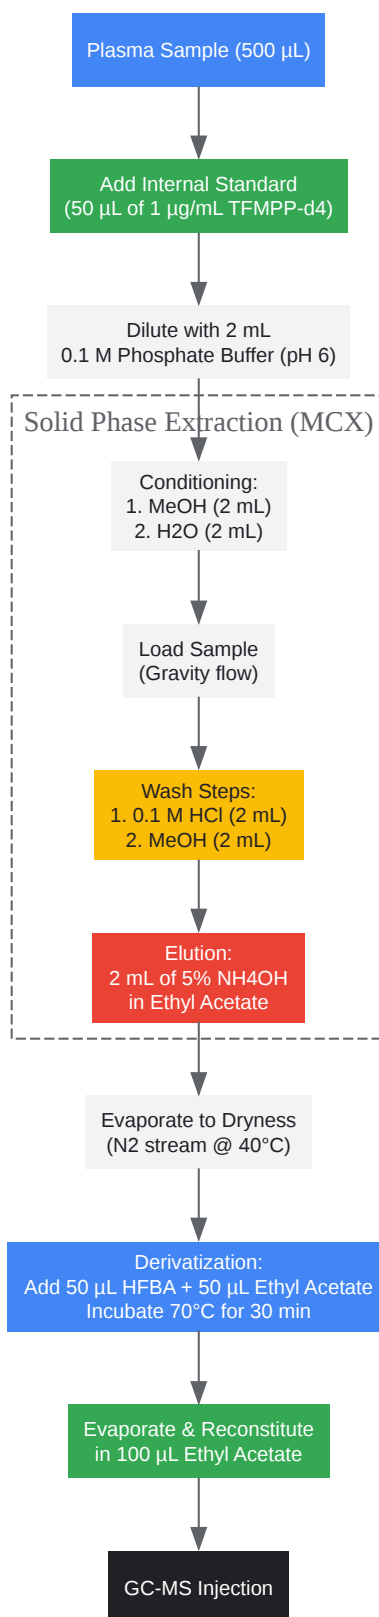 Plasma Sample (500 µL)
Add Internal Standard
(50 µL of 1 µg/mL TFMPP-d4)
Dilute with 2 mL
0.1 M Phosphate Buffer (pH 6)
Solid Phase Extraction (MCX)
Conditioning:
1. MeOH (2 mL)
2. H2O (2 mL)
Load Sample
(Gravity flow)
Wash Steps:
1. 0.1 M HCl (2 mL)
2. MeOH (2 mL)
Elution:
2 mL of 5% NH4OH
in Ethyl Acetate
Evaporate to Dryness
(N2 stream @ 40°C)
Derivatization:
Add 50 µL HFBA + 50 µL Ethyl Acetate
Incubate 70°C for 30 min
Evaporate & Reconstitute
in 100 µL Ethyl Acetate
GC-MS Injection